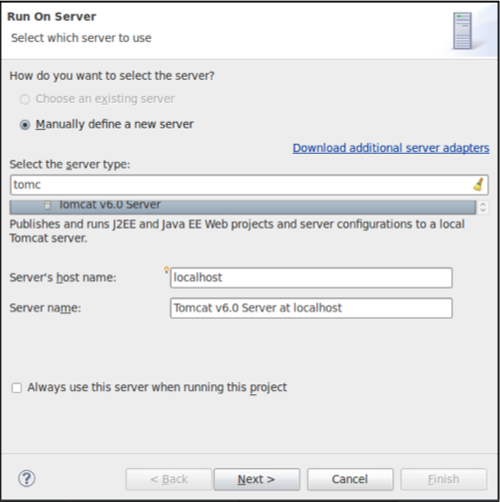 Run On Server
Select which server to use
How do you want to select the server?
Choose an existing server
Manually define a new server
Download additional server adapters
Select the server type:
tomc
Tomcat v6.0 Server
Publishes and runs J2EE and Java EE Web projects and server configurations to a local
Tomcat server.
Server's host name:
localhost
Server name:
Tomcat v6.0 Server at localhost
Always use this server when running this project
?
< Back
Next >
Cancel
Finish